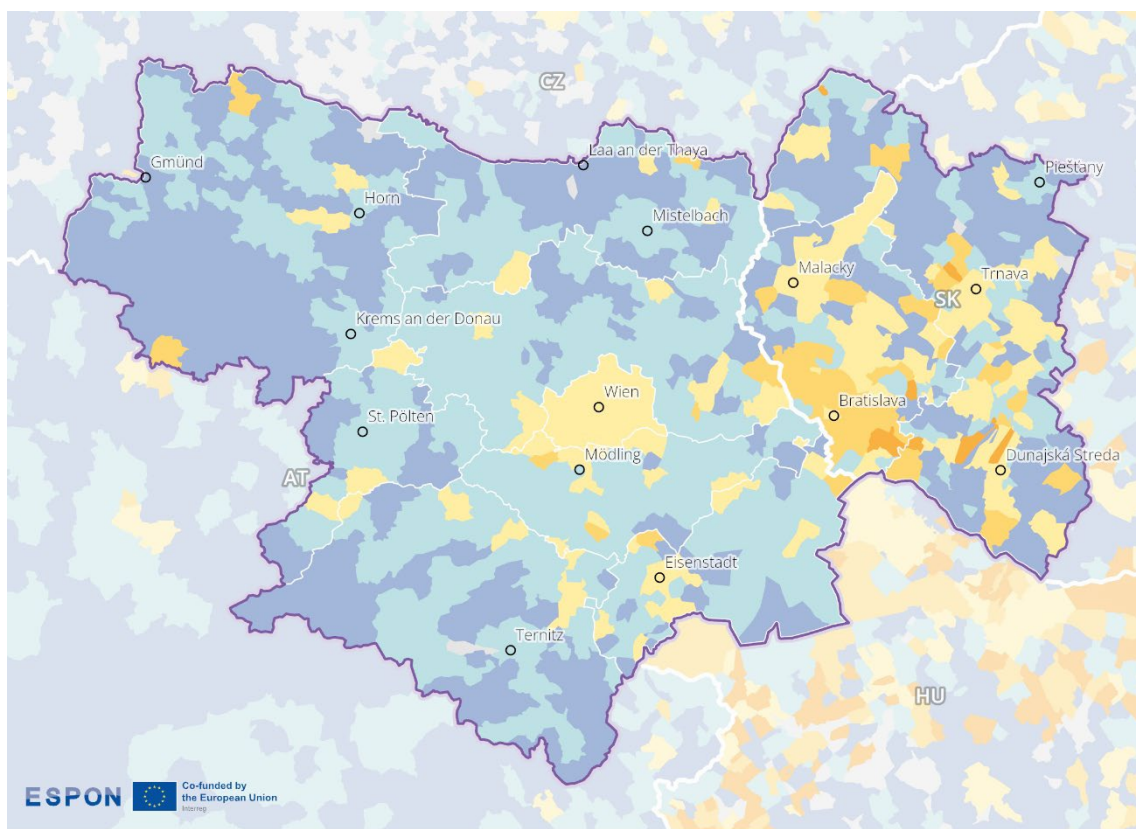 CZ
Laa an der Thaya
Gmünd
Piešťany
Horn
Mistelbach
Malacky
Trnava
SK
Krems an der Donau
Wien
Bratislava
St. Pölten
Mödling
Dunajská Streda
AT
Eisenstadt
Ternitz
HU
ESPON
Co-funded by
the European Union
Interreg